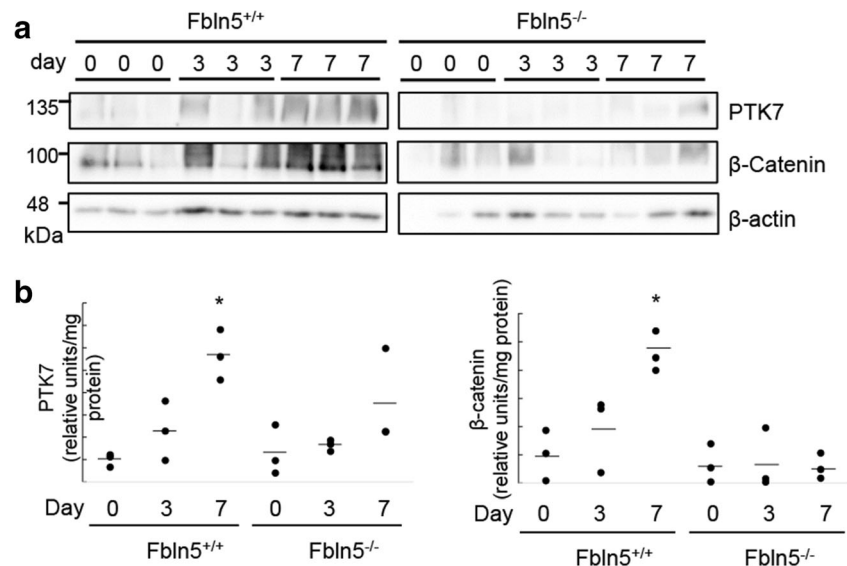 a
Fbln5+/+ Fbln5-/-
day 0 0 0 3 3 3 7 7 7 0 0 0 3 3 3 7 7 7
135 PTK7
100 β-Catenin
48 β-actin
kDa
b
PTK7
(relative units/mg
protein)
*
Day 0 3 7 0 3 7
Fbln5+/+ Fbln5-/-
β-catenin
(relative units/mg protein)
*
Day 0 3 7 0 3 7
Fbln5+/+ Fbln5-/-